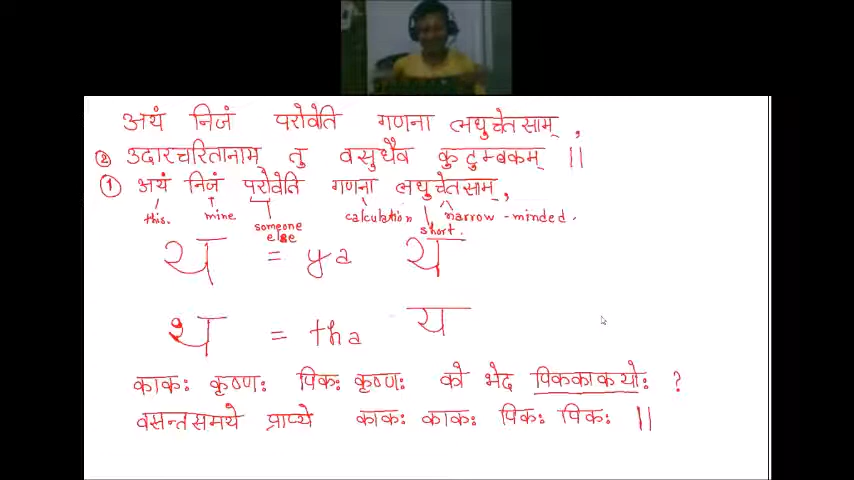 अयं निजं परोवेति गणना लघुचेतसाम् ,
② उदारचरितानाम् तु वसुधैव कुटुम्बकम् ||
① अयं निजं परोवेति गणना लघुचेतसाम् ,
this. mine someone else calculation short. narrow-minded.
य = ya य
थ = tha य
काकः कृष्णः पिकः कृष्णः को भेद पिककाकयोः ?
वसन्तसमये प्राप्ये काकः काकः पिकः पिकः ||